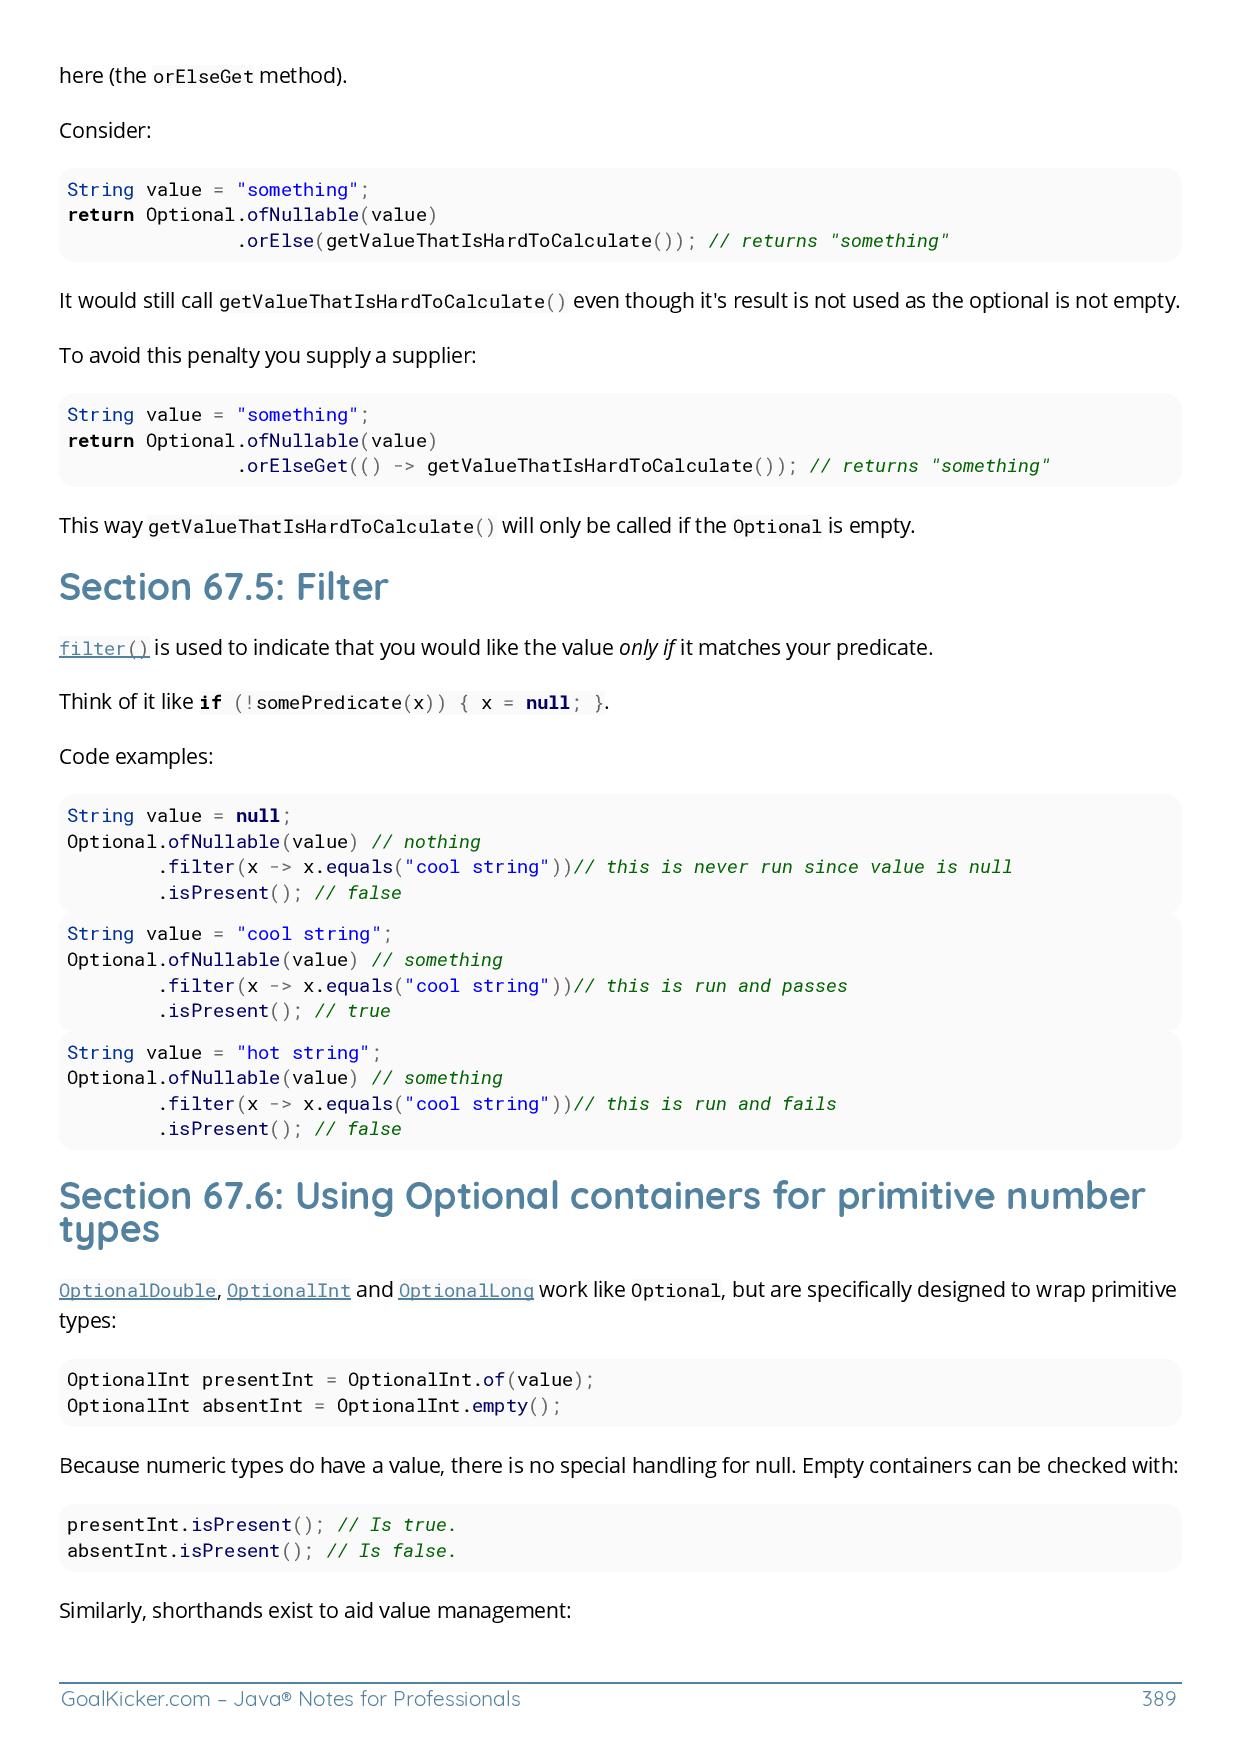 here (the orElseGet method).
Consider:
String value = "something";
return Optional.ofNullable(value)
               .orElse(getValueThatIsHardToCalculate()); // returns "something"
It would still call getValueThatIsHardToCalculate() even though it's result is not used as the optional is not empty.
To avoid this penalty you supply a supplier:
String value = "something";
return Optional.ofNullable(value)
               .orElseGet(() -> getValueThatIsHardToCalculate()); // returns "something"
This way getValueThatIsHardToCalculate() will only be called if the Optional is empty.
Section 67.5: Filter
filter() is used to indicate that you would like the value only if it matches your predicate.
Think of it like if (!somePredicate(x)) { x = null; }.
Code examples:
String value = null;
Optional.ofNullable(value) // nothing
        .filter(x -> x.equals("cool string"))// this is never run since value is null
        .isPresent(); // false
String value = "cool string";
Optional.ofNullable(value) // something
        .filter(x -> x.equals("cool string"))// this is run and passes
        .isPresent(); // true
String value = "hot string";
Optional.ofNullable(value) // something
        .filter(x -> x.equals("cool string"))// this is run and fails
        .isPresent(); // false
Section 67.6: Using Optional containers for primitive number
types
OptionalDouble, OptionalInt and OptionalLong work like Optional, but are specifically designed to wrap primitive
types:
OptionalInt presentInt = OptionalInt.of(value);
OptionalInt absentInt = OptionalInt.empty();
Because numeric types do have a value, there is no special handling for null. Empty containers can be checked with:
presentInt.isPresent(); // Is true.
absentInt.isPresent(); // Is false.
Similarly, shorthands exist to aid value management:
GoalKicker.com – Java® Notes for Professionals 389